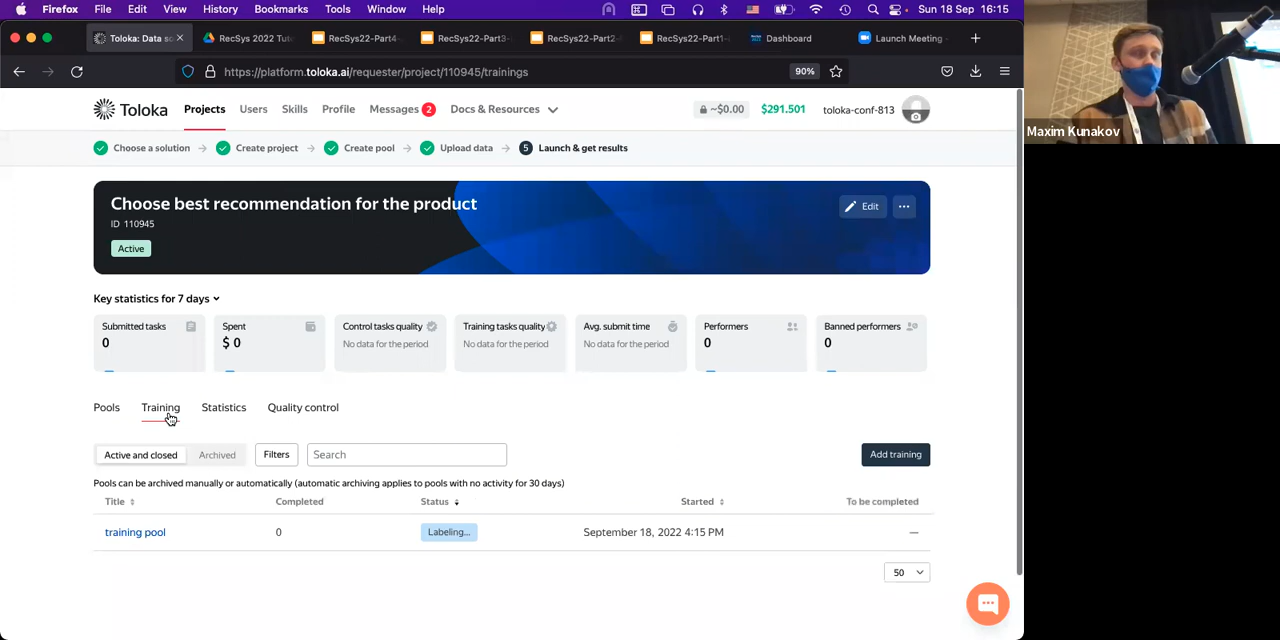 Firefox File Edit View History Bookmarks Tools Window Help Sun 18 Sep 16:15
Toloka: Data so RecSys 2022 Tuto RecSys22-Part4- RecSys22-Part3- RecSys22-Part2- RecSys22-Part1- Dashboard Launch Meeting -
https://platform.toloka.ai/requester/project/110945/trainings 90%
Toloka Projects Users Skills Profile Messages 2 Docs & Resources ~$0.00 $291.501 toloka-conf-813
Choose a solution Create project Create pool Upload data 5 Launch & get results
Choose best recommendation for the product
Edit
ID 110945
Active
Key statistics for 7 days
Submitted tasks Spent Control tasks quality Training tasks quality Avg. submit time Performers Banned performers
0 $ 0 No data for the period No data for the period No data for the period 0 0
Pools Training Statistics Quality control
Active and closed Archived Filters Search Add training
Pools can be archived manually or automatically (automatic archiving applies to pools with no activity for 30 days)
Title Completed Status Started To be completed
training pool 0 Labeling... September 18, 2022 4:15 PM —
50
Maxim Kunakov